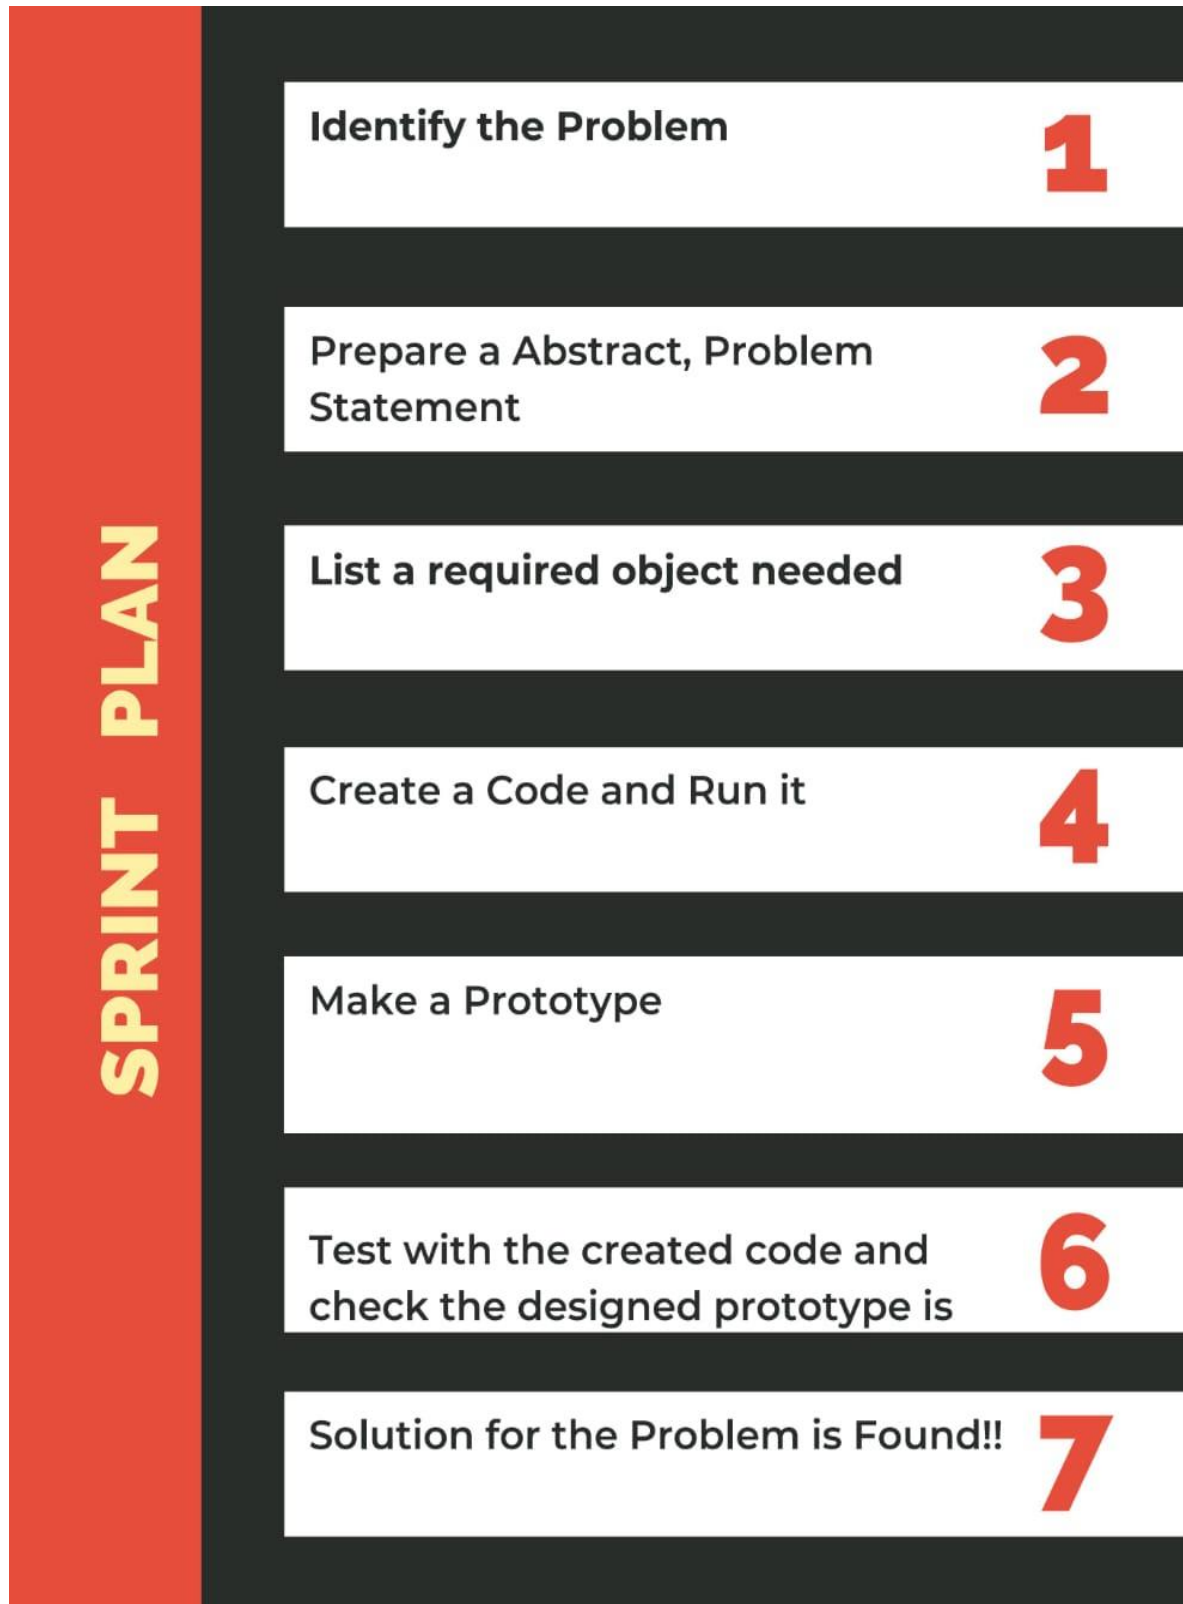 SPRINT PLAN
Identify the Problem
1
Prepare a Abstract, Problem
Statement
2
List a required object needed
3
Create a Code and Run it
4
Make a Prototype
5
Test with the created code and
check the designed prototype is
6
Solution for the Problem is Found!!
7